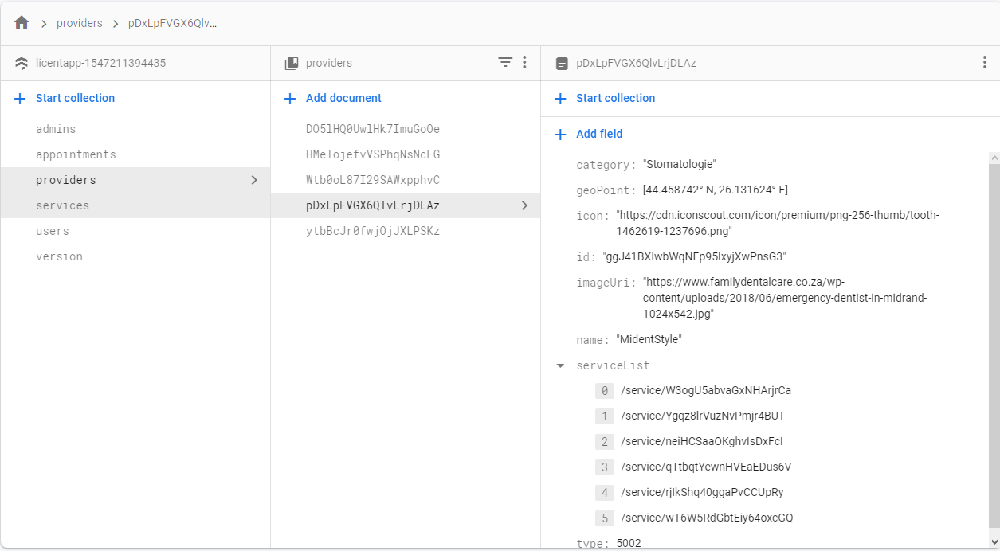 providers
pDxLpFVGX6Qlv...
licentapp-1547211394435
Start collection
admins
appointments
providers
services
users
version
providers
Add document
DO5lHQ0UwlHk7ImuGoOe
HMelojefvVSPhqNsNcEG
Wtb0oL87I29SAWxpphvC
pDxLpFVGX6QlvLrjDLAz
ytbBcJr0fwjOjJXLPSKz
pDxLpFVGX6QlvLrjDLAz
Start collection
Add field
category: "Stomatologie"
geoPoint: [44.458742° N, 26.131624° E]
icon: "https://cdn.iconscout.com/icon/premium/png-256-thumb/tooth-
1462619-1237696.png"
id: "ggJ41BXIwbWqNEp95IxyjXwPnsG3"
imageUri: "https://www.familydentalcare.co.za/wp-
content/uploads/2018/06/emergency-dentist-in-midrand-
1024x542.jpg"
name: "MidentStyle"
serviceList
0 /service/W3ogU5abvaGxNHArjrCa
1 /service/Ygqz8lrVuzNvPmjr4BUT
2 /service/neiHCSaaOKghvIsDxFcI
3 /service/qTtbqtYewnHVEaEDus6V
4 /service/rjIkShq40ggaPvCCUpRy
5 /service/wT6W5RdGbtEiy64oxcGQ
type: 5002